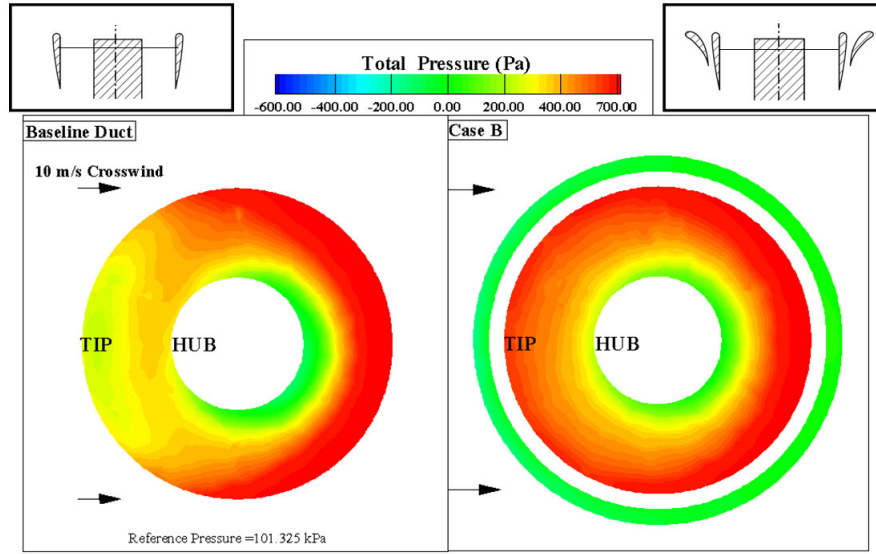 Total Pressure (Pa)
-600.00 -400.00 -200.00 0.00 200.00 400.00 700.00
Baseline Duct
Case B
10 m/s Crosswind
TIP HUB
TIP HUB
Reference Pressure =101.325 kPa